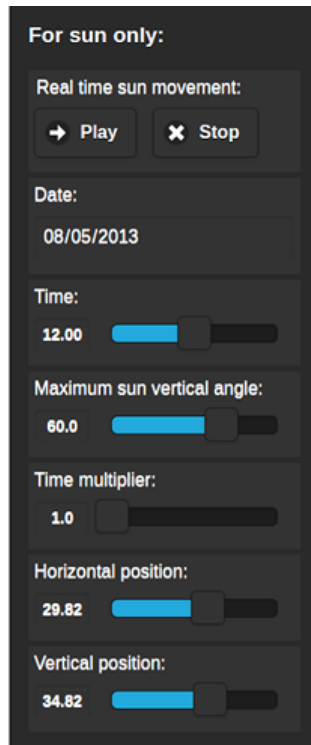 For sun only:
Real time sun movement:
Play Stop
Date:
08/05/2013
Time:
12.00
Maximum sun vertical angle:
60.0
Time multiplier:
1.0
Horizontal position:
29.82
Vertical position:
34.82